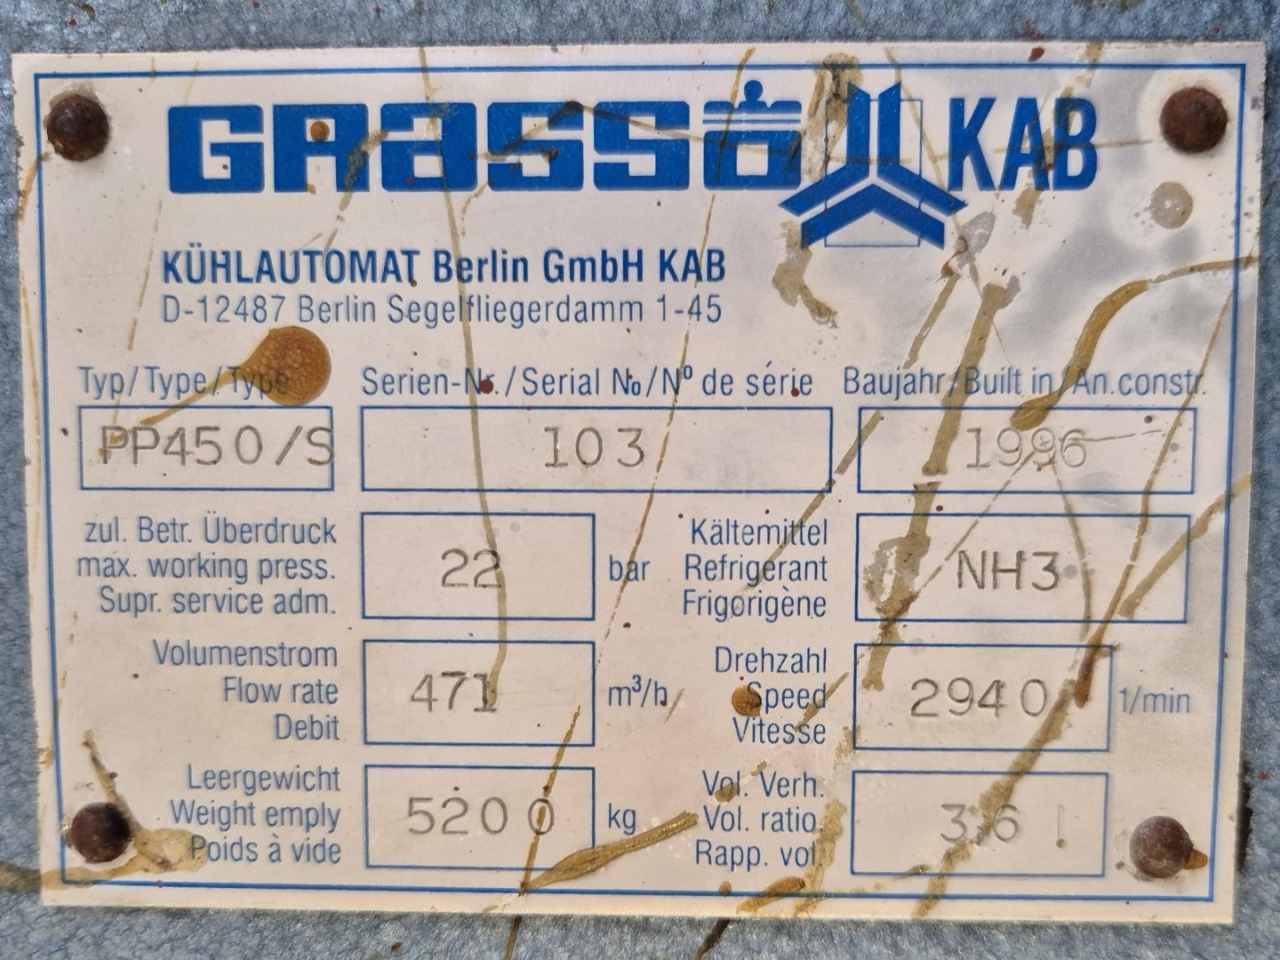 GRASSO KAB
KÜHLAUTOMAT Berlin GmbH KAB
D-12487 Berlin Segelfliegerdamm 1-45
Typ/Type/Type Serien-Nr./Serial No/Nº de série Baujahr/Built in/An.constr.
PP450/S 103 1996
zul. Betr. Überdruck
max. working press.
Supr. service adm.
22 bar
Kältemittel
Refrigerant
Frigorigène
NH3
Volumenstrom
Flow rate
Debit
471 m³/h
Drehzahl
Speed
Vitesse
2940 1/min
Leergewicht
Weight emply
Poids à vide
5200 kg
Vol. Verh.
Vol. ratio
Rapp. vol.
3,6